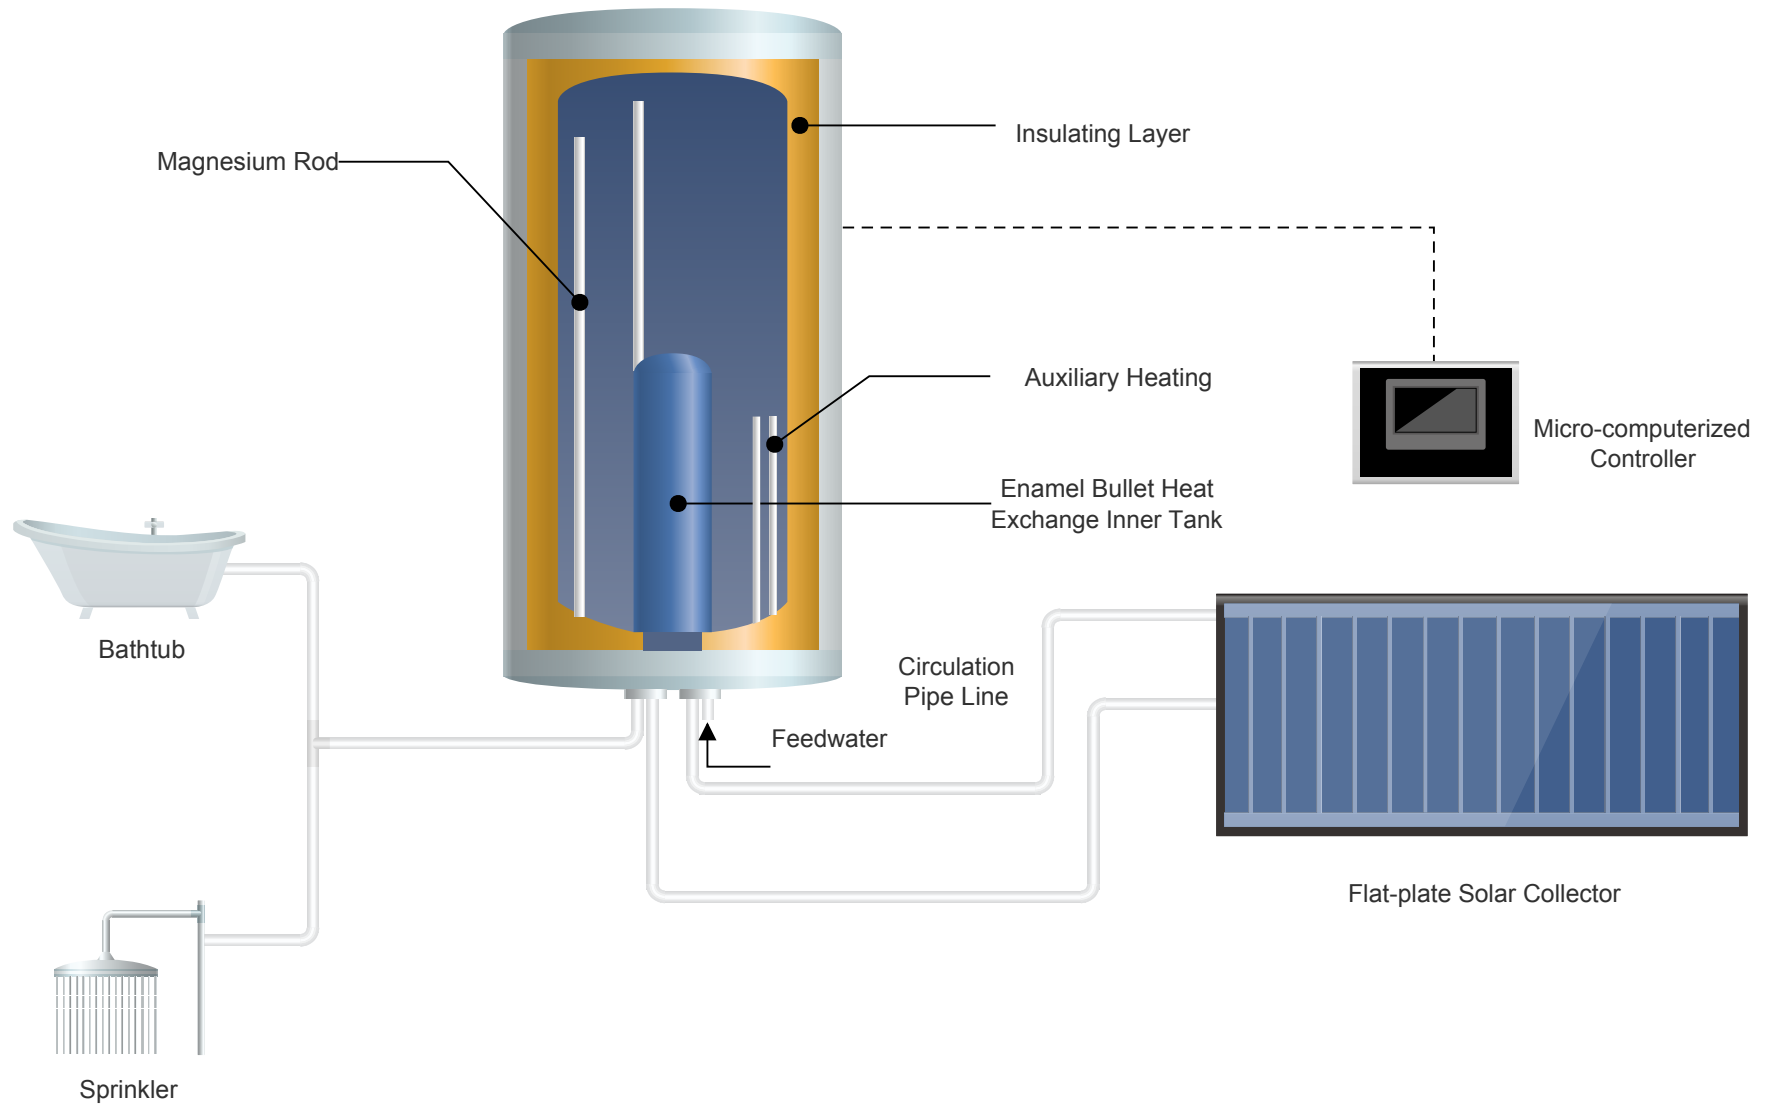 Insulating Layer
Magnesium Rod
Auxiliary Heating
Micro-computerized
Controller
Enamel Bullet Heat
Exchange Inner Tank
Bathtub
Circulation
Pipe Line
Feedwater
Flat-plate Solar Collector
Sprinkler